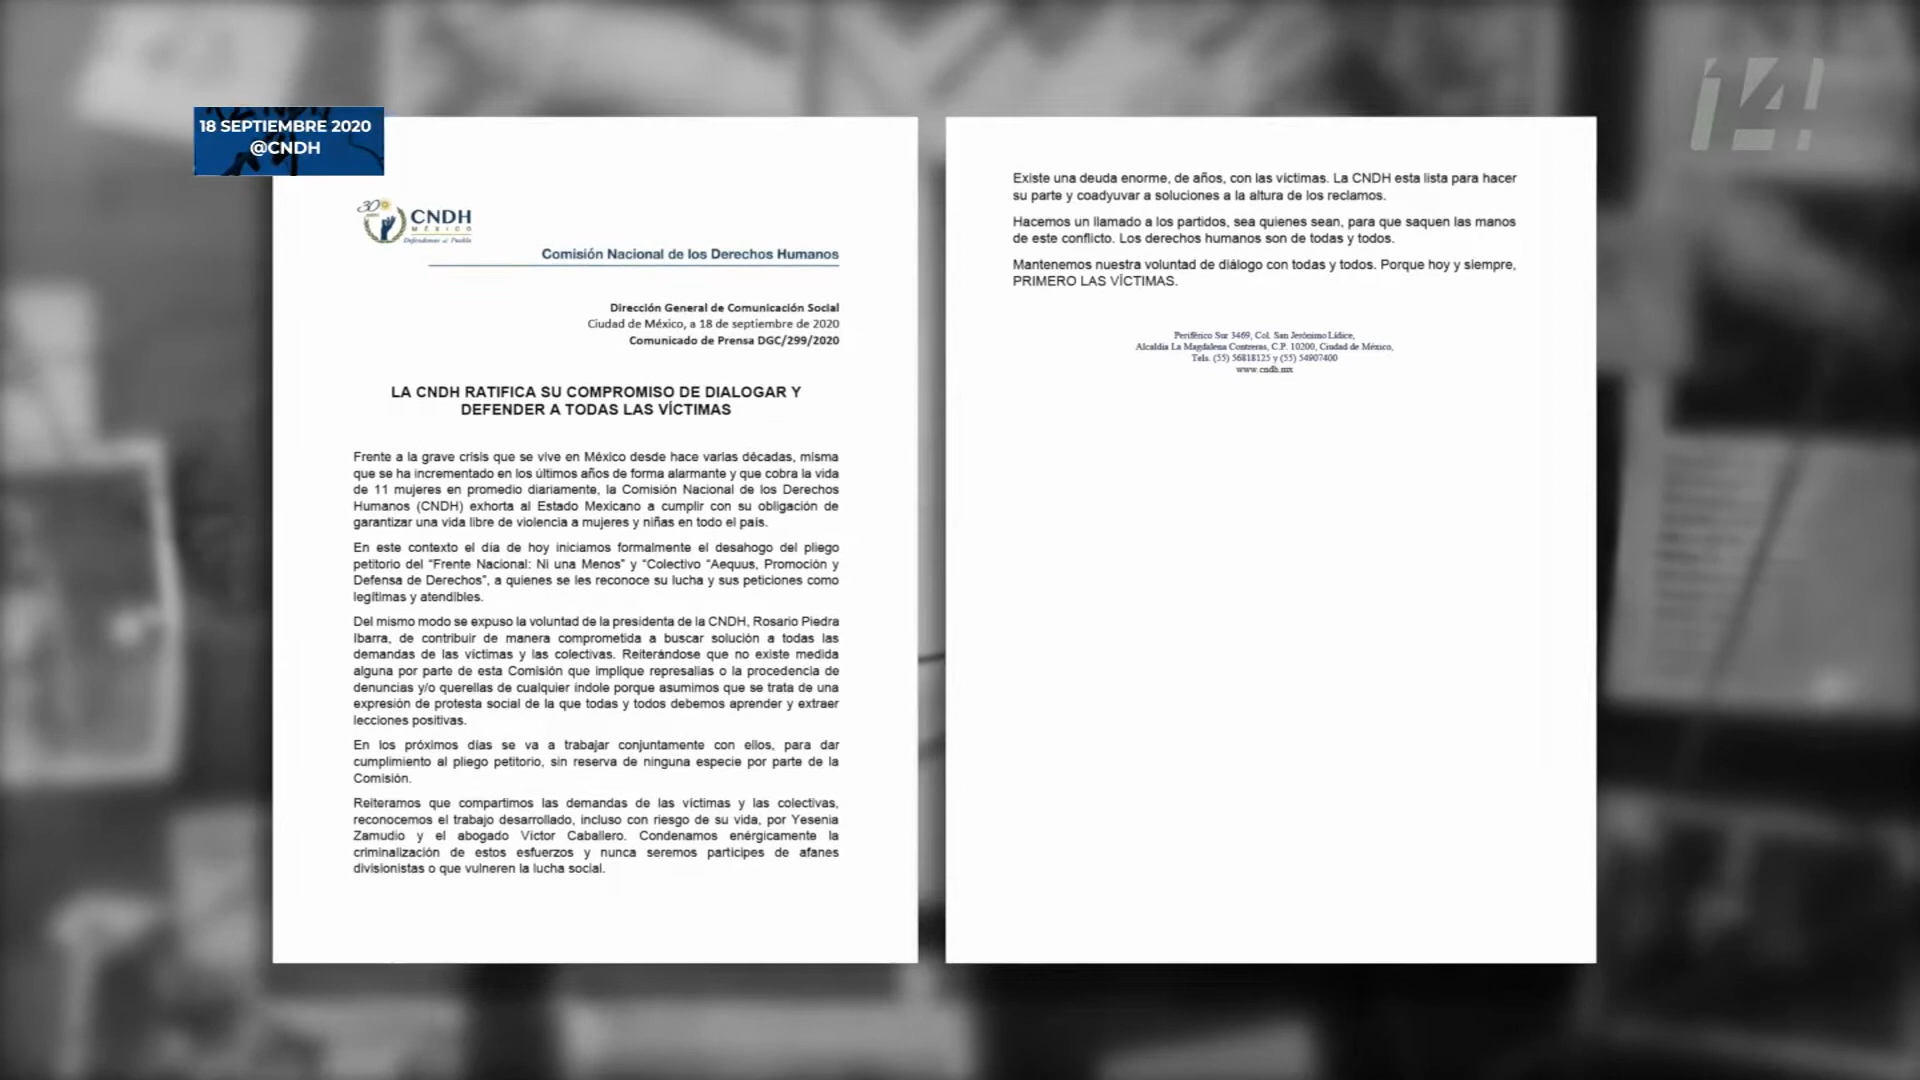 18 SEPTIEMBRE 2020
@CNDH
14
30
CNDH
MÉXICO
Defendemos al Pueblo
Comisión Nacional de los Derechos Humanos
Dirección General de Comunicación Social
Ciudad de México, a 18 de septiembre de 2020
Comunicado de Prensa DGC/299/2020
LA CNDH RATIFICA SU COMPROMISO DE DIALOGAR Y
DEFENDER A TODAS LAS VÍCTIMAS
Frente a la grave crisis que se vive en México desde hace varias décadas, misma
que se ha incrementado en los últimos años de forma alarmante y que cobra la vida
de 11 mujeres en promedio diariamente, la Comisión Nacional de los Derechos
Humanos (CNDH) exhorta al Estado Mexicano a cumplir con su obligación de
garantizar una vida libre de violencia a mujeres y niñas en todo el país.
En este contexto el día de hoy iniciamos formalmente el desahogo del pliego
petitorio del "Frente Nacional: Ni una Menos" y "Colectivo "Aequus, Promoción y
Defensa de Derechos", a quienes se les reconoce su lucha y sus peticiones como
legítimas y atendibles.
Del mismo modo se expuso la voluntad de la presidenta de la CNDH, Rosario Piedra
Ibarra, de contribuir de manera comprometida a buscar solución a todas las
demandas de las víctimas y las colectivas. Reiterándose que no existe medida
alguna por parte de esta Comisión que implique represalias o la procedencia de
denuncias y/o querellas de cualquier índole porque asumimos que se trata de una
expresión de protesta social de la que todas y todos debemos aprender y extraer
lecciones positivas.
En los próximos días se va a trabajar conjuntamente con ellos, para dar
cumplimiento al pliego petitorio, sin reserva de ninguna especie por parte de la
Comisión.
Reiteramos que compartimos las demandas de las víctimas y las colectivas,
reconocemos el trabajo desarrollado, incluso con riesgo de su vida, por Yesenia
Zamudio y el abogado Víctor Caballero. Condenamos enérgicamente la
criminalización de estos esfuerzos y nunca seremos partícipes de afanes
divisionistas o que vulneren la lucha social.
Existe una deuda enorme, de años, con las víctimas. La CNDH esta lista para hacer
su parte y coadyuvar a soluciones a la altura de los reclamos.
Hacemos un llamado a los partidos, sea quienes sean, para que saquen las manos
de este conflicto. Los derechos humanos son de todas y todos.
Mantenemos nuestra voluntad de diálogo con todas y todos. Porque hoy y siempre,
PRIMERO LAS VÍCTIMAS.
Periférico Sur 3469, Col. San Jerónimo Lídice,
Alcaldía La Magdalena Contreras, C.P. 10200, Ciudad de México,
Tels. (55) 56818125 y (55) 54907400
www.cndh.mx